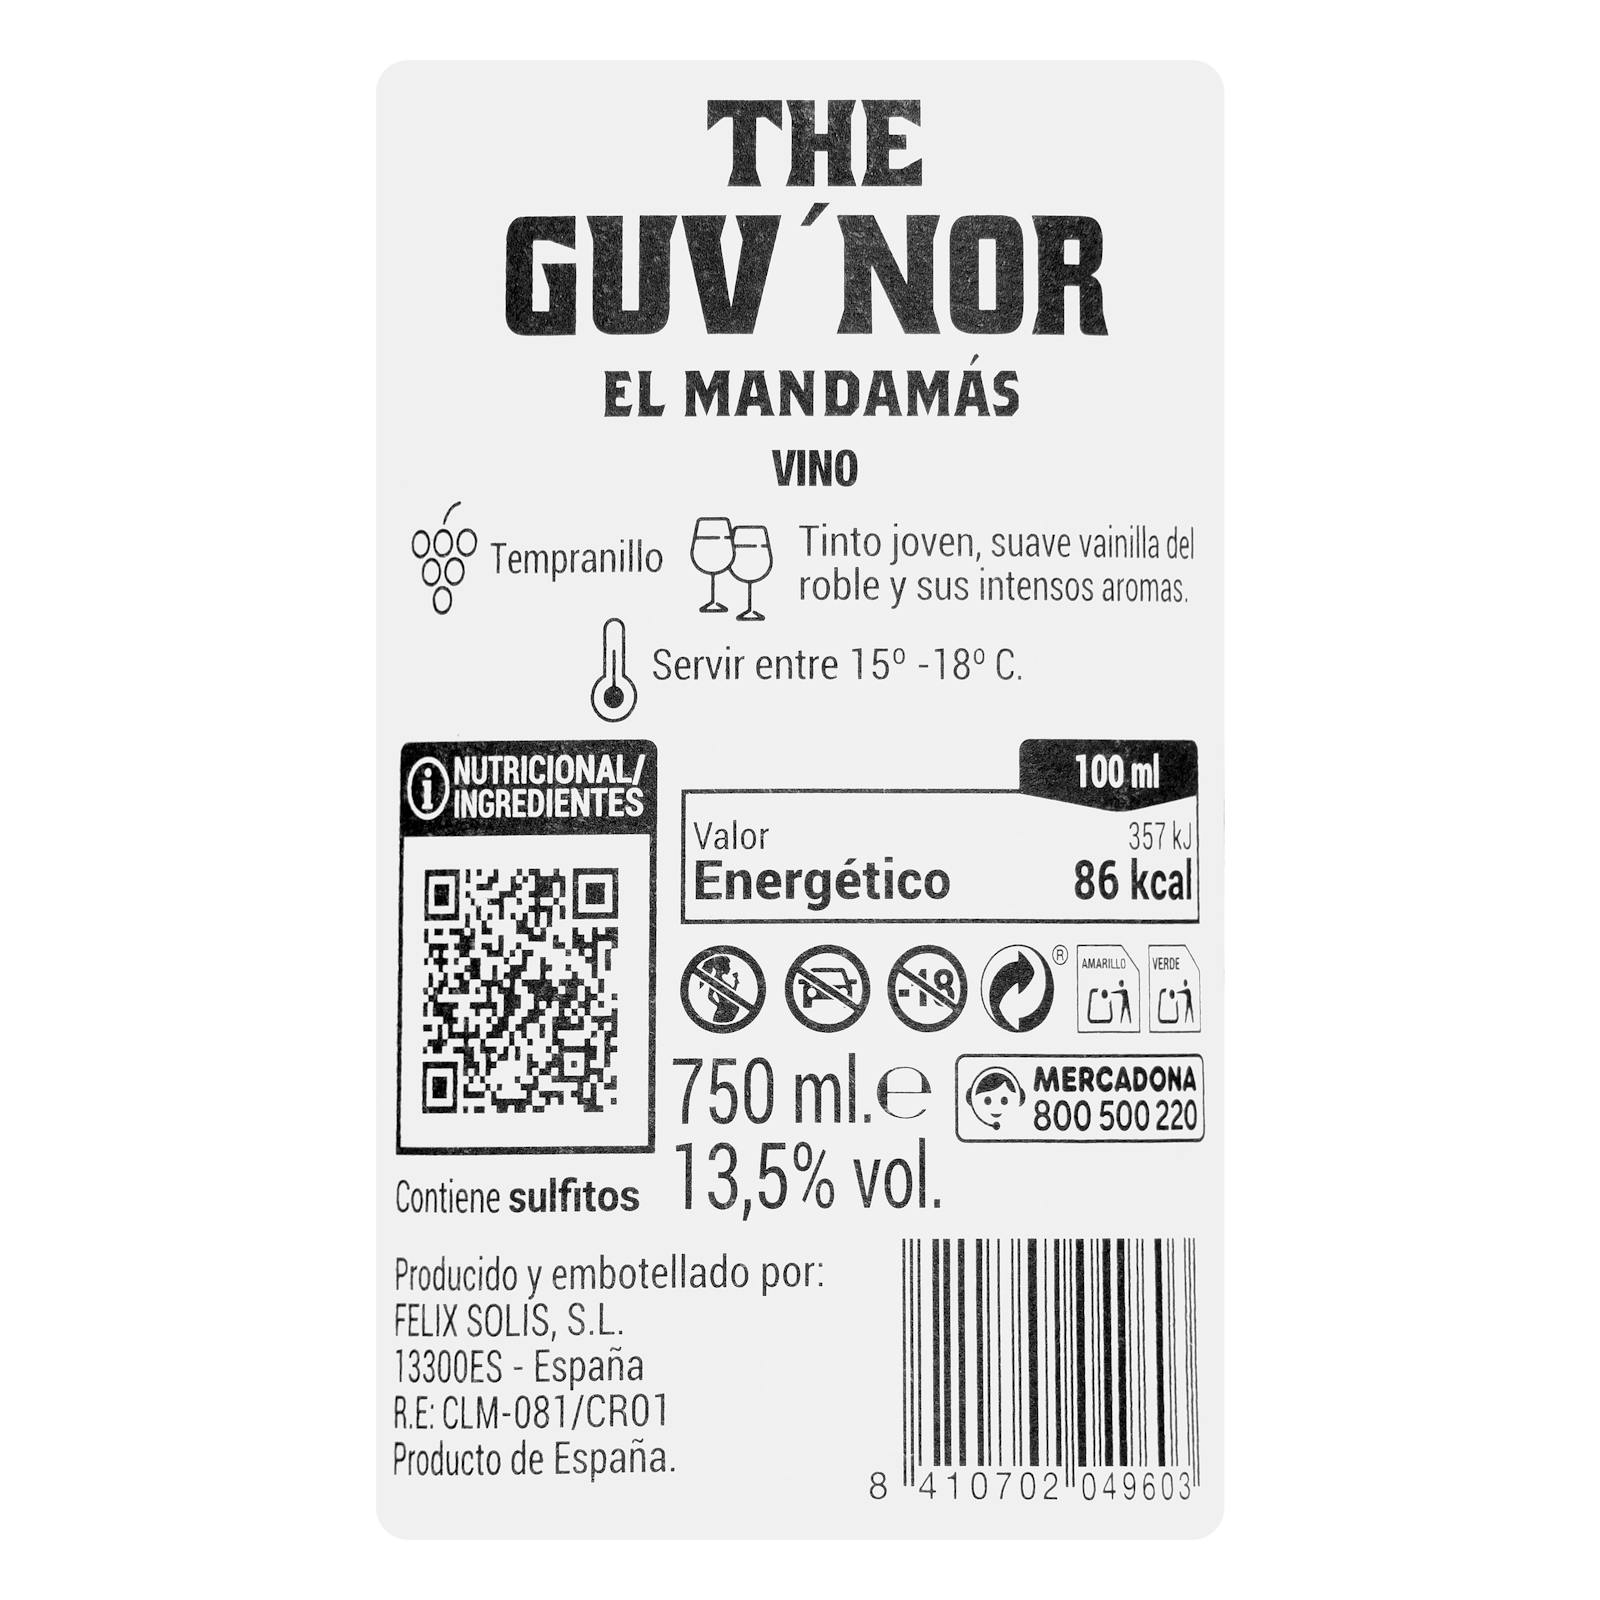 THE
GUV´NOR
EL MANDAMÁS
VINO
Tempranillo
Tinto joven, suave vainilla del
roble y sus intensos aromas.
Servir entre 15º -18º C.
i NUTRICIONAL/
INGREDIENTES
100 ml
Valor 357 kJ
Energético 86 kcal
-18
®
AMARILLO
VERDE
750 ml.℮
MERCADONA
800 500 220
13,5% vol.
Contiene sulfitos
Producido y embotellado por:
FELIX SOLIS, S.L.
13300ES - España
R.E: CLM-081/CR01
Producto de España.
8 410702 049603